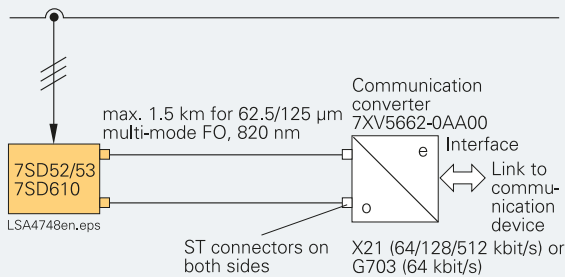 max. 1.5 km for 62.5/125 µm
multi-mode FO, 820 nm
Communication
converter
7XV5662-0AA00
7SD52/53
7SD610
LSA4748en.eps
e
o
Interface
Link to
commu-
nication
device
ST connectors on
both sides
X21 (64/128/512 kbit/s) or
G703 (64 kbit/s)